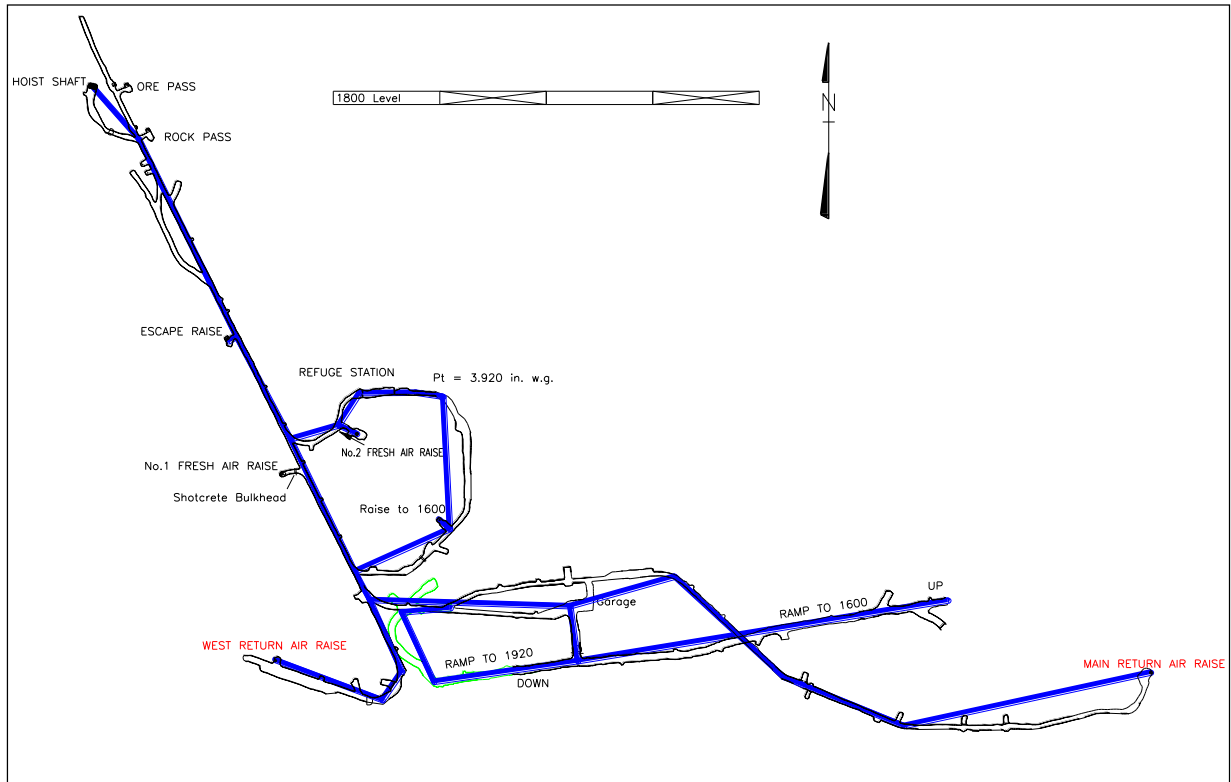 HOIST SHAFT
ORE PASS
1800 Level
N
ROCK PASS
ESCAPE RAISE
REFUGE STATION
Pt = 3.920 in. w.g.
No.2 FRESH AIR RAISE
No.1 FRESH AIR RAISE
Shotcrete Bulkhead
Raise to 1600
UP
Garage
RAMP TO 1600
WEST RETURN AIR RAISE
RAMP TO 1920
DOWN
MAIN RETURN AIR RAISE